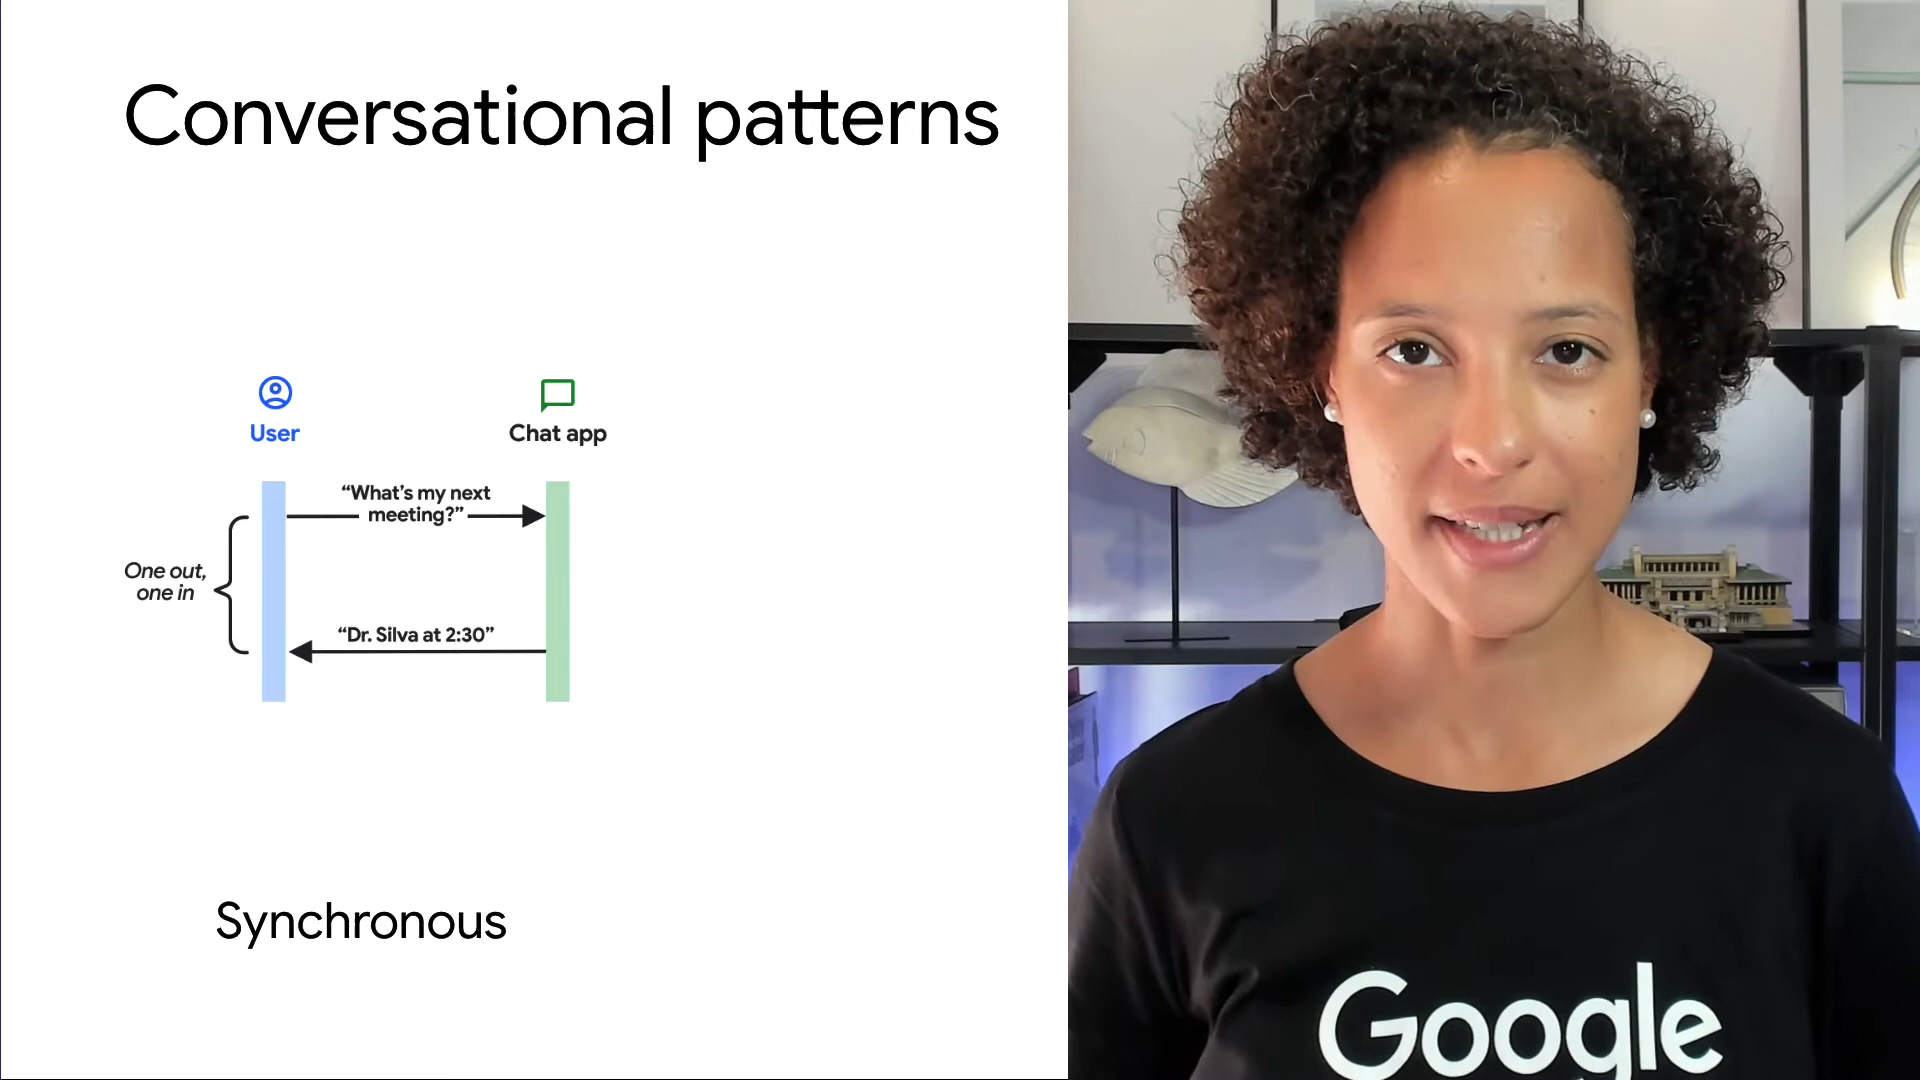 Conversational patterns
User
Chat app
“What’s my next
meeting?”
One out,
one in
“Dr. Silva at 2:30”
Synchronous
Google